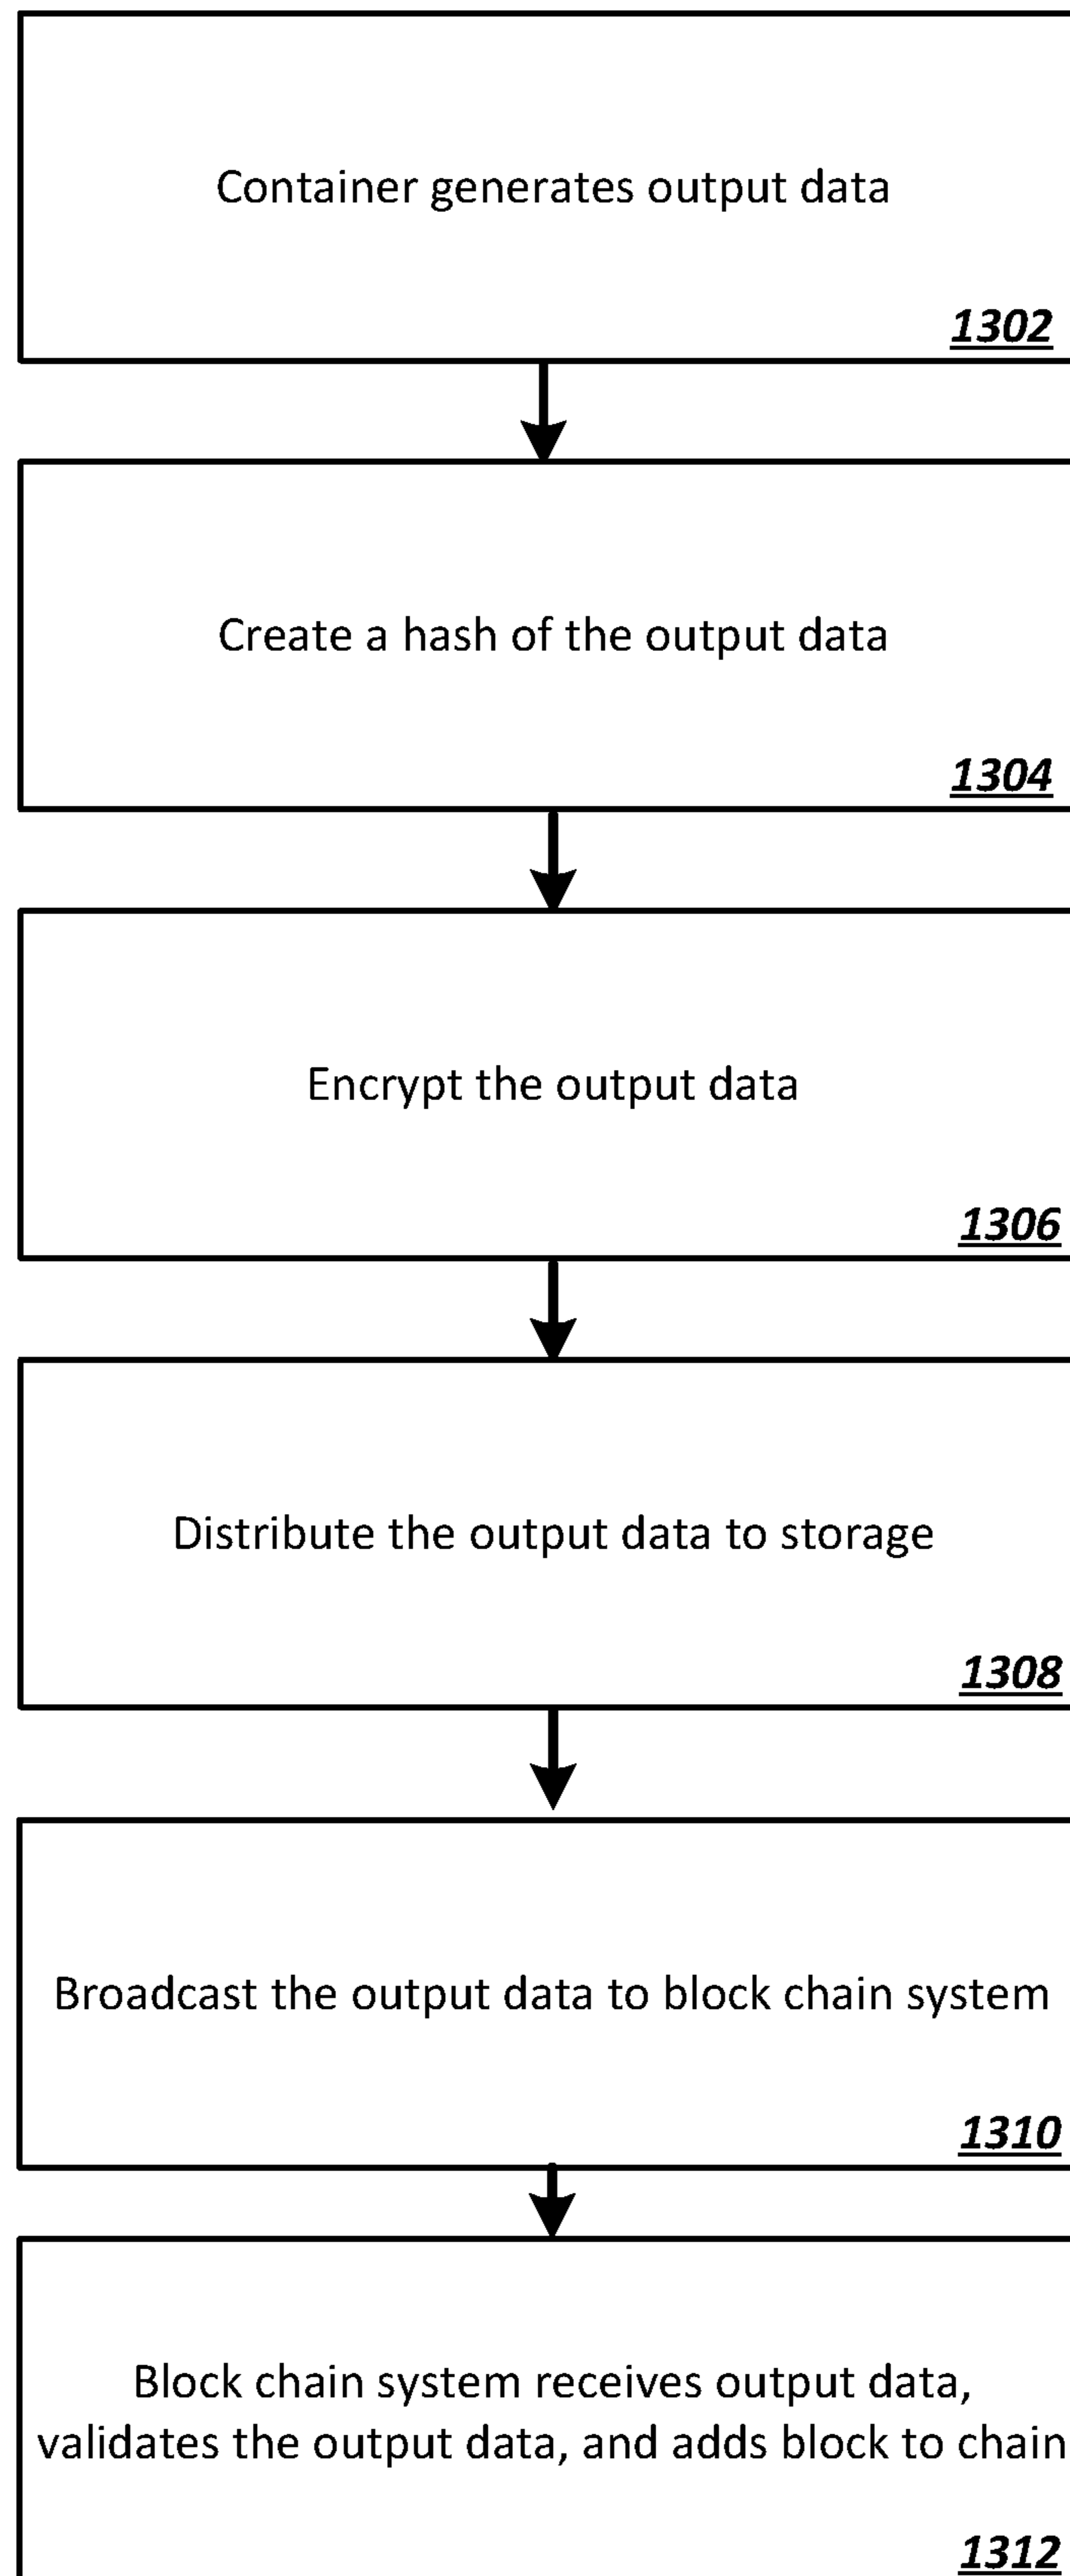 Container generates output data
1302
Create a hash of the output data
1304
Encrypt the output data
1306
Distribute the output data to storage
1308
Broadcast the output data to block chain system
1310
Block chain system receives output data,
validates the output data, and adds block to chain
1312